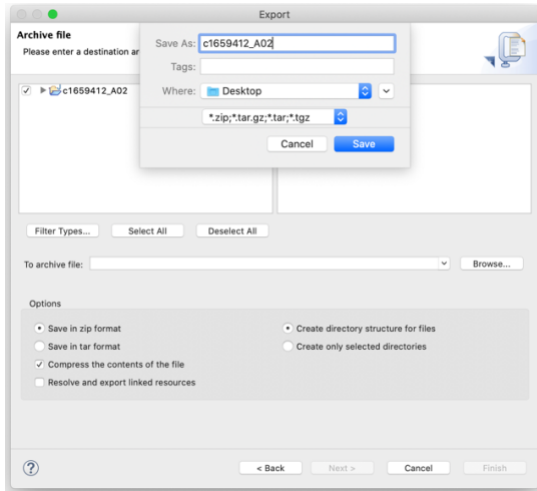 Export
Archive file
Please enter a destination ar
Save As: c1659412_A02
Tags:
Where: Desktop
*.zip;*.tar.gz;*.tar;*.tgz
Cancel Save
c1659412_A02
Filter Types... Select All Deselect All
To archive file: Browse...
Options
Save in zip format Create directory structure for files
Save in tar format Create only selected directories
Compress the contents of the file
Resolve and export linked resources
? < Back Next > Cancel Finish